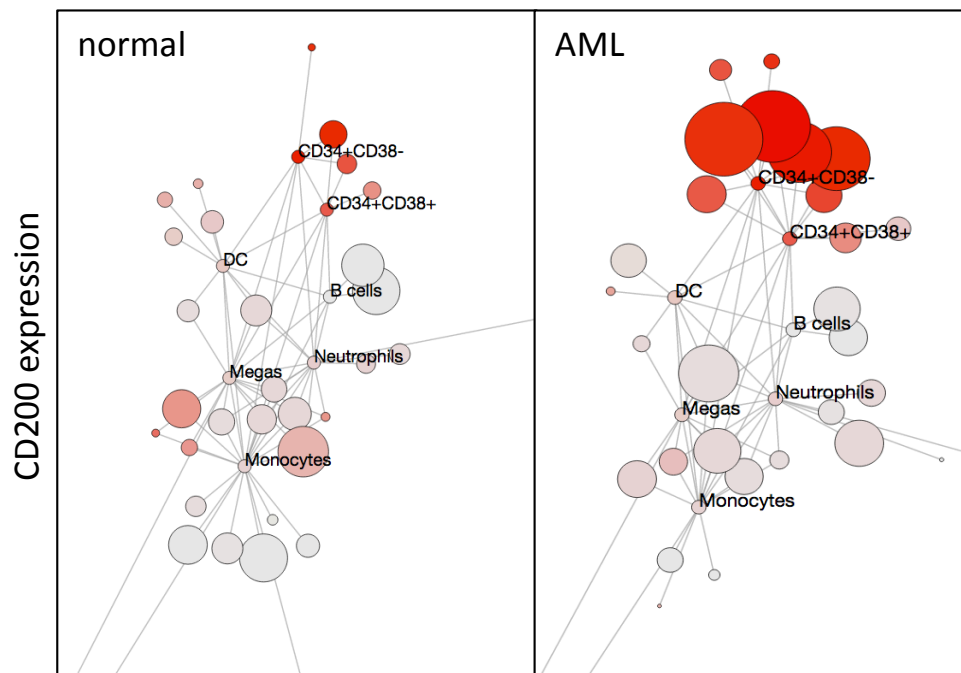 normal
CD34+CD38-
CD34+CD38+
DC
B cells
Neutrophils
Megas
Monocytes
AML
CD34+CD38-
CD34+CD38+
DC
B cells
Neutrophils
Megas
Monocytes
CD200 expression